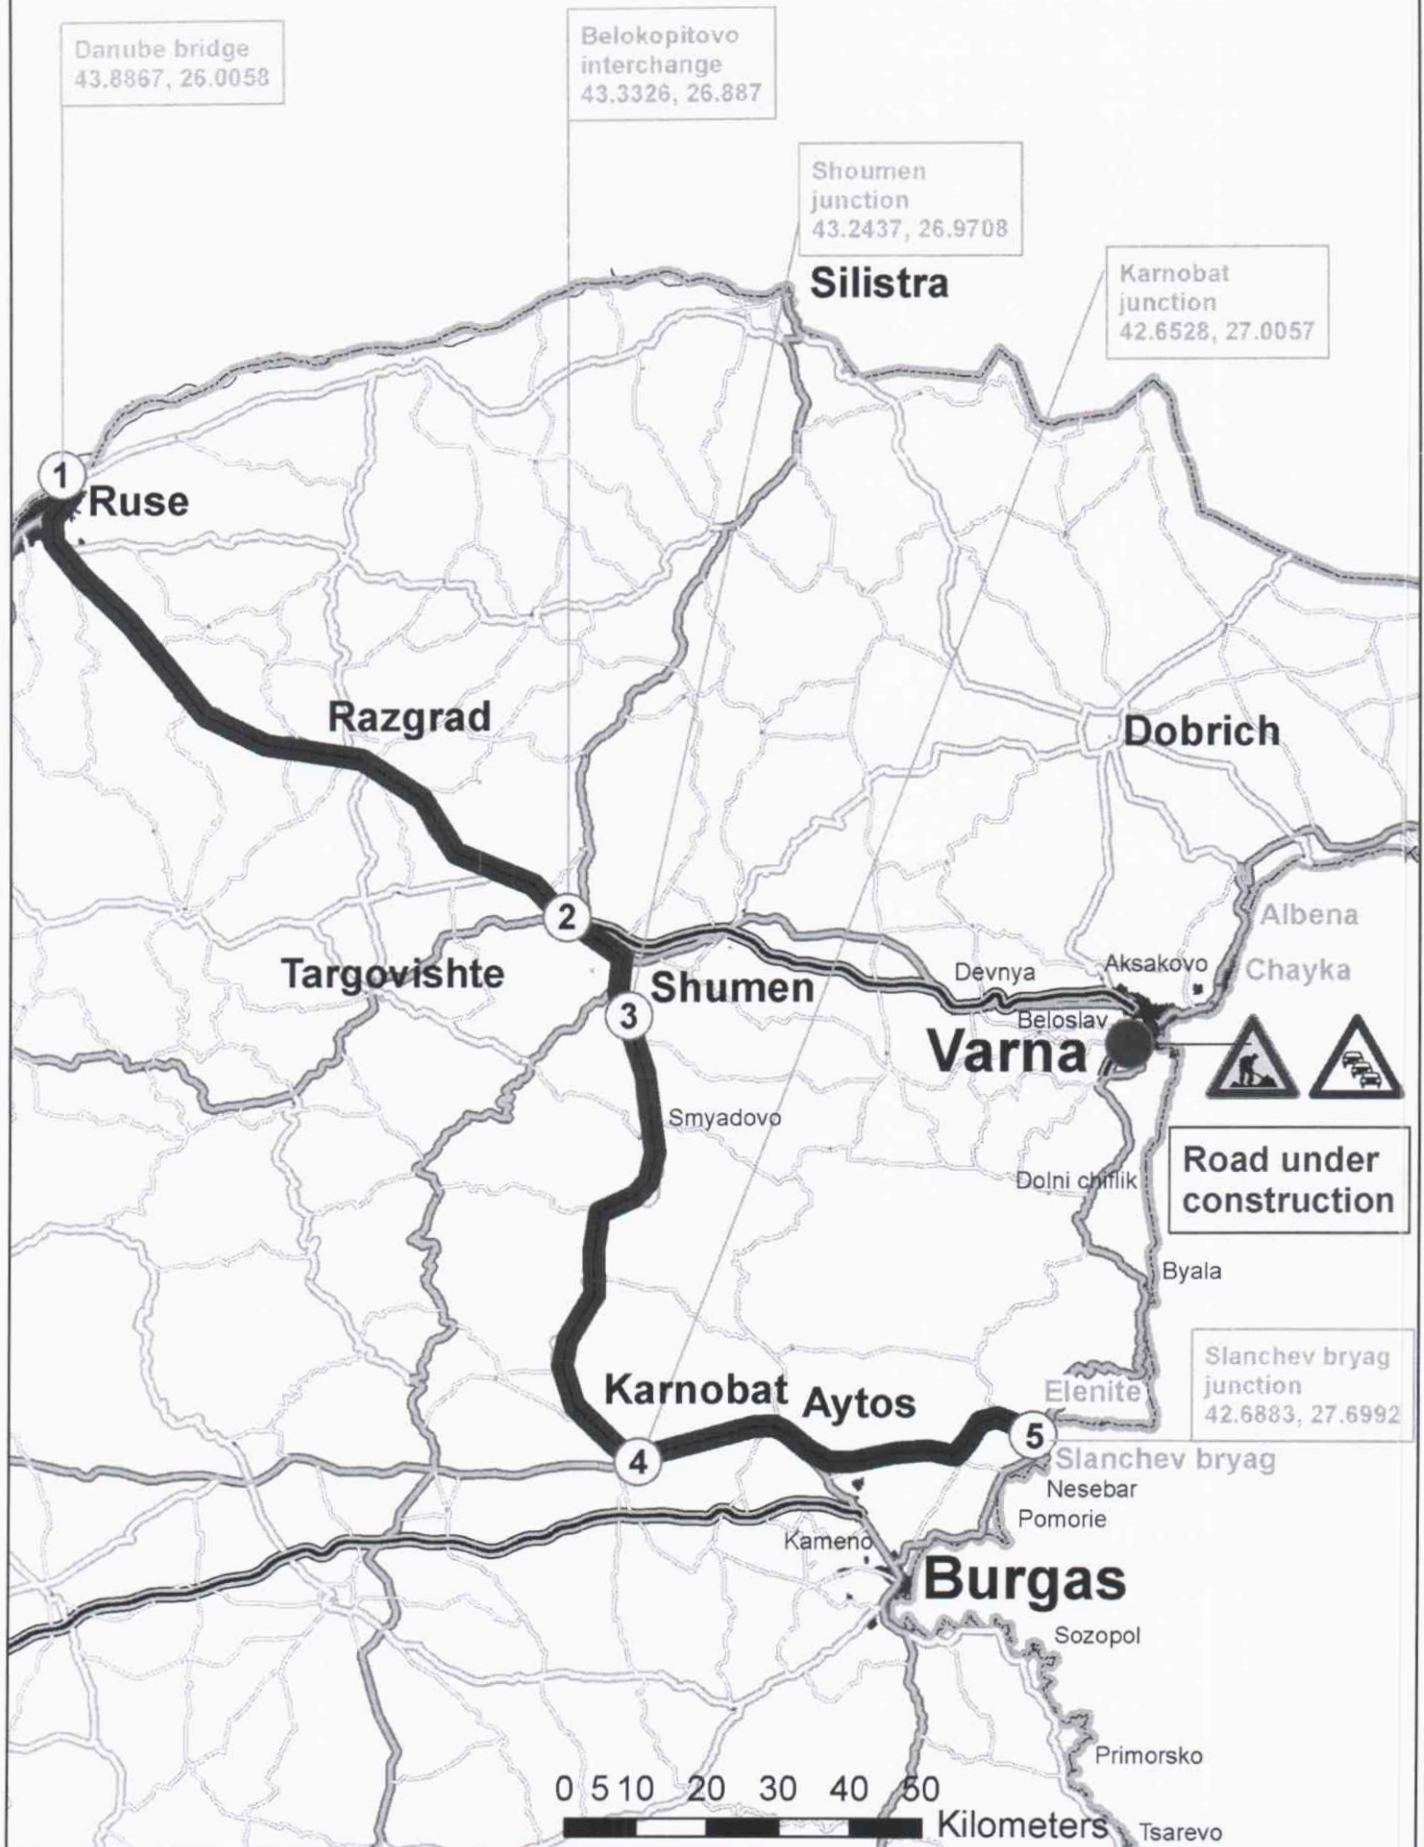 Danube bridge
43.8867, 26.0058
Belokopitovo
interchange
43.3326, 26.887
Shoumen
junction
43.2437, 26.9708
Silistra
Karnobat
junction
42.6528, 27.0057
1
Ruse
Razgrad
Dobrich
2
Albena
Targovishte
Shumen
Devnya
Aksakovo
Chayka
3
Beloslav
Varna
Smyadovo
Road under
construction
Dolni chiflik
Byala
Slanchev bryag
junction
42.6883, 27.6992
Karnobat
Aytos
Elenite
5
4
Slanchev bryag
Nesebar
Pomorie
Kameno
Burgas
Sozopol
Primorsko
0 5 10 20 30 40 50
Kilometers
Tsarevo